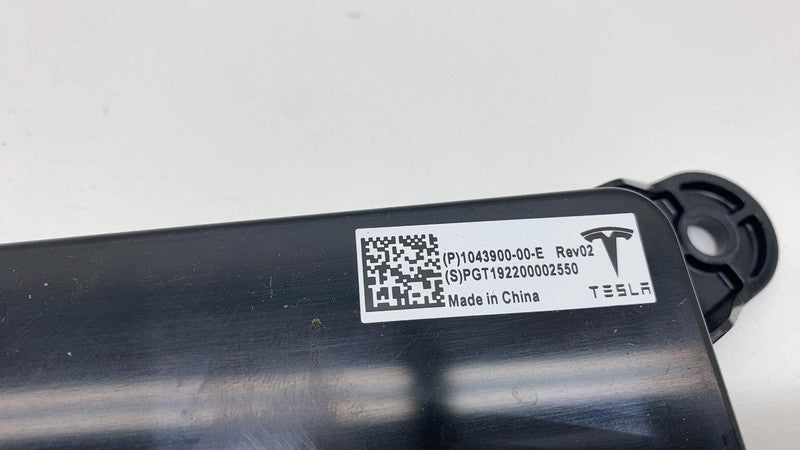 (P)1043900-00-E Rev02
(S)PGT192200002550
Made in China
TESLA